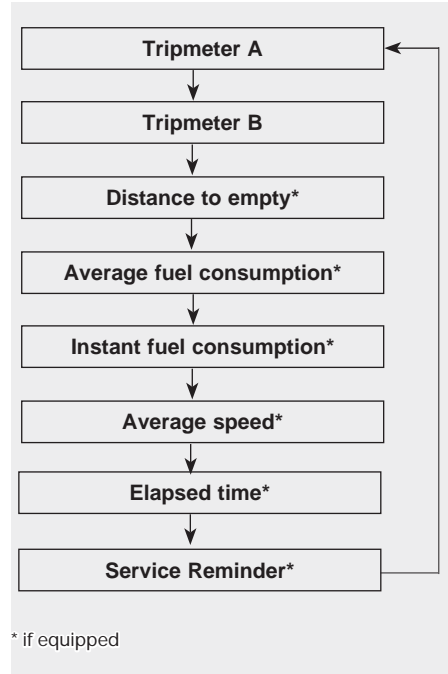 Tripmeter A
Tripmeter B
Distance to empty*
Average fuel consumption*
Instant fuel consumption*
Average speed*
Elapsed time*
Service Reminder*
* if equipped